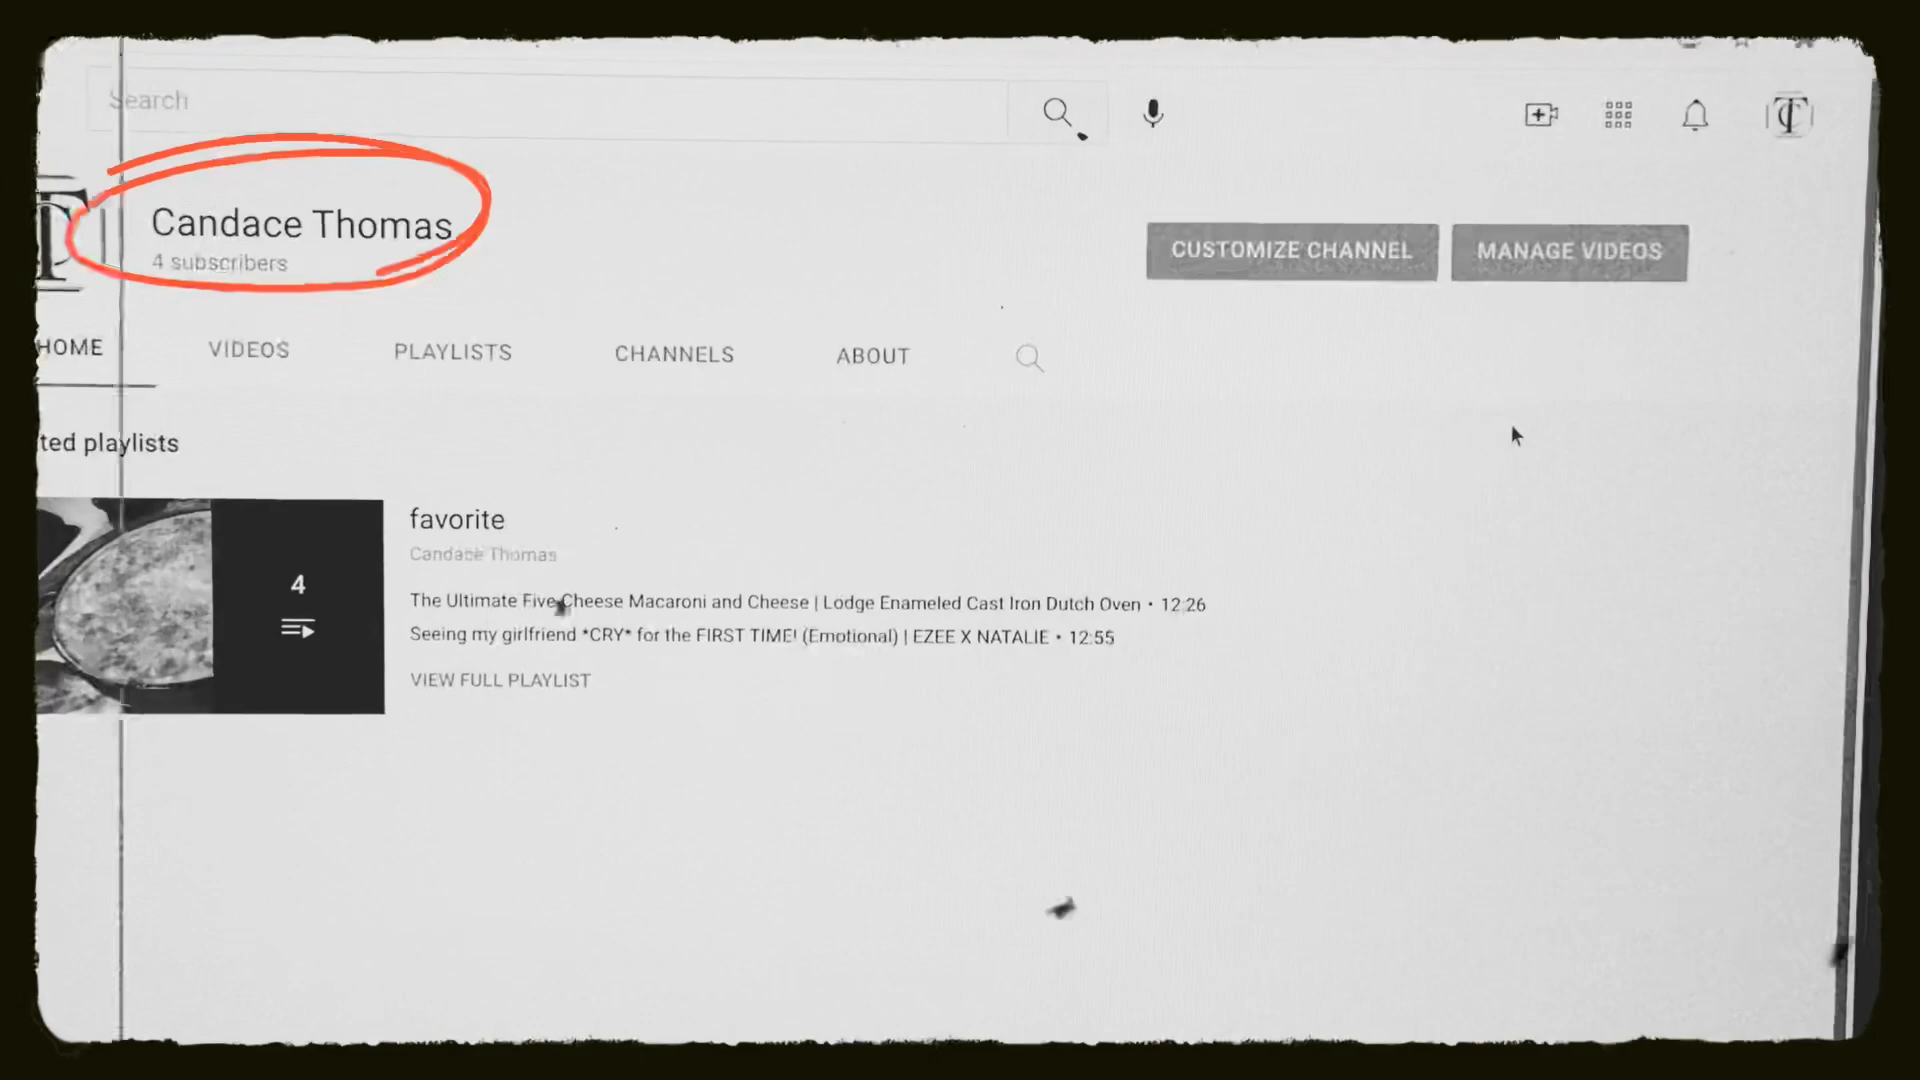 Search
Candace Thomas
4 subscribers
CUSTOMIZE CHANNEL
MANAGE VIDEOS
HOME
VIDEOS
PLAYLISTS
CHANNELS
ABOUT
ted playlists
4
favorite
Candace Thomas
The Ultimate Five Cheese Macaroni and Cheese | Lodge Enameled Cast Iron Dutch Oven • 12:26
Seeing my girlfriend *CRY* for the FIRST TIME! (Emotional) | EZEE X NATALIE • 12:55
VIEW FULL PLAYLIST